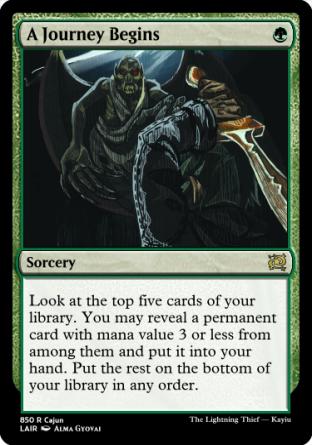 A Journey Begins
Sorcery
Look at the top five cards of your
library. You may reveal a permanent
card with mana value 3 or less from
among them and put it into your
hand. Put the rest on the bottom of
your library in any order.
850 R Cajun
The Lightning Thief — Kayiu
LAIR Alma Gyovai